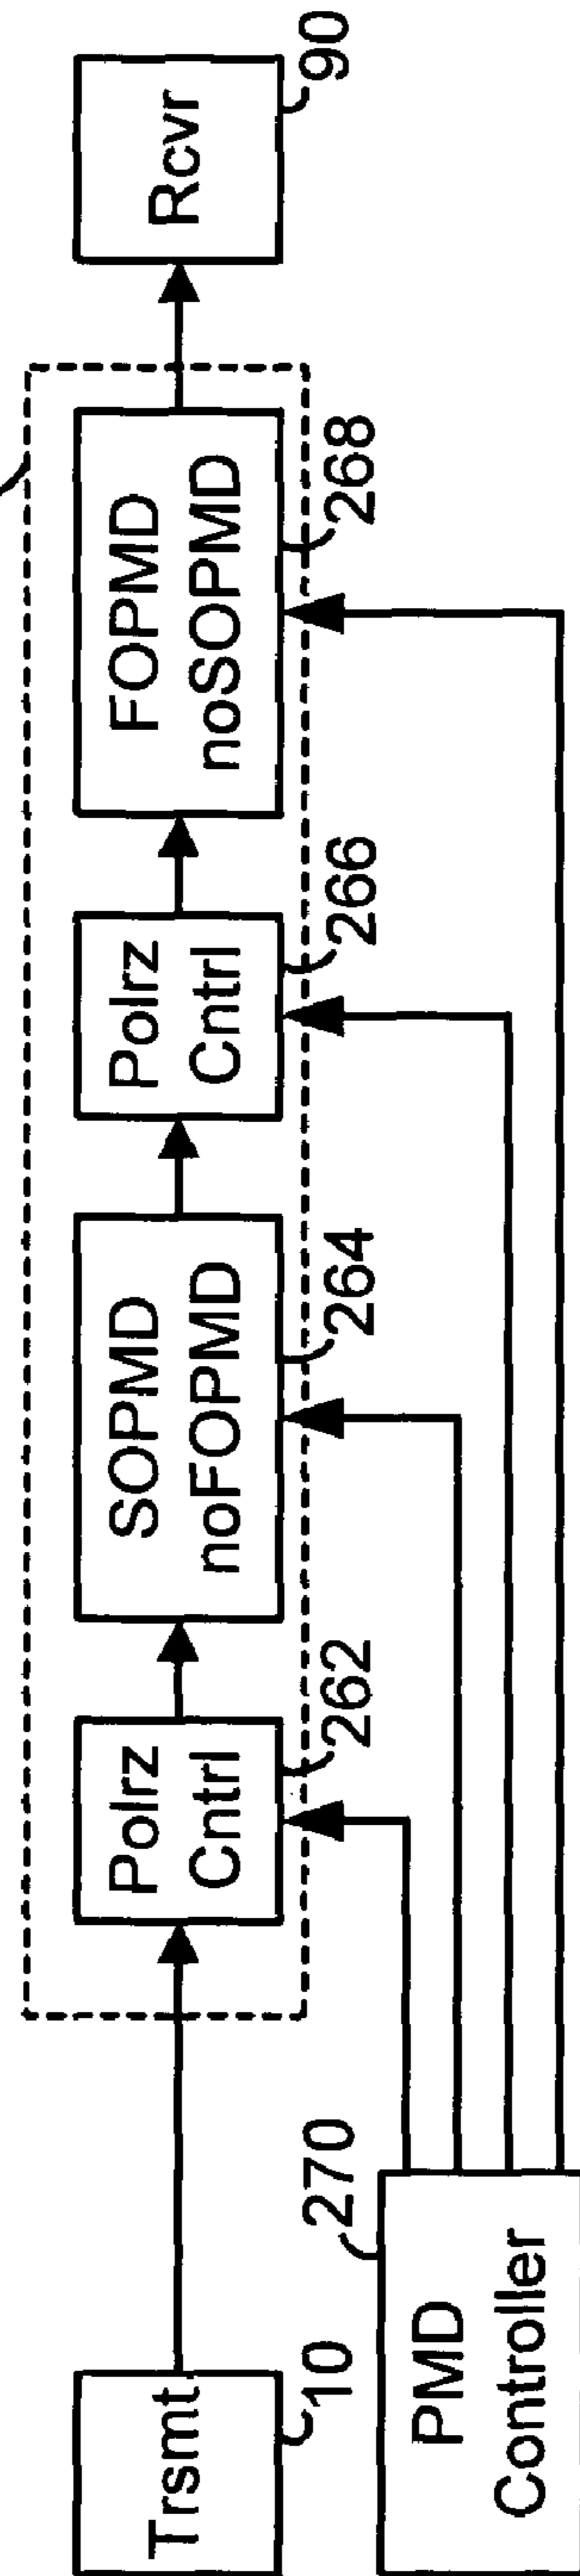 Trsmt
10
Polrz
Cntrl
262
SOPMD
noFOPMD
264
Polrz
Cntrl
266
FOPMD
noSOPMD
268
Rcvr
90
PMD
Controller
270